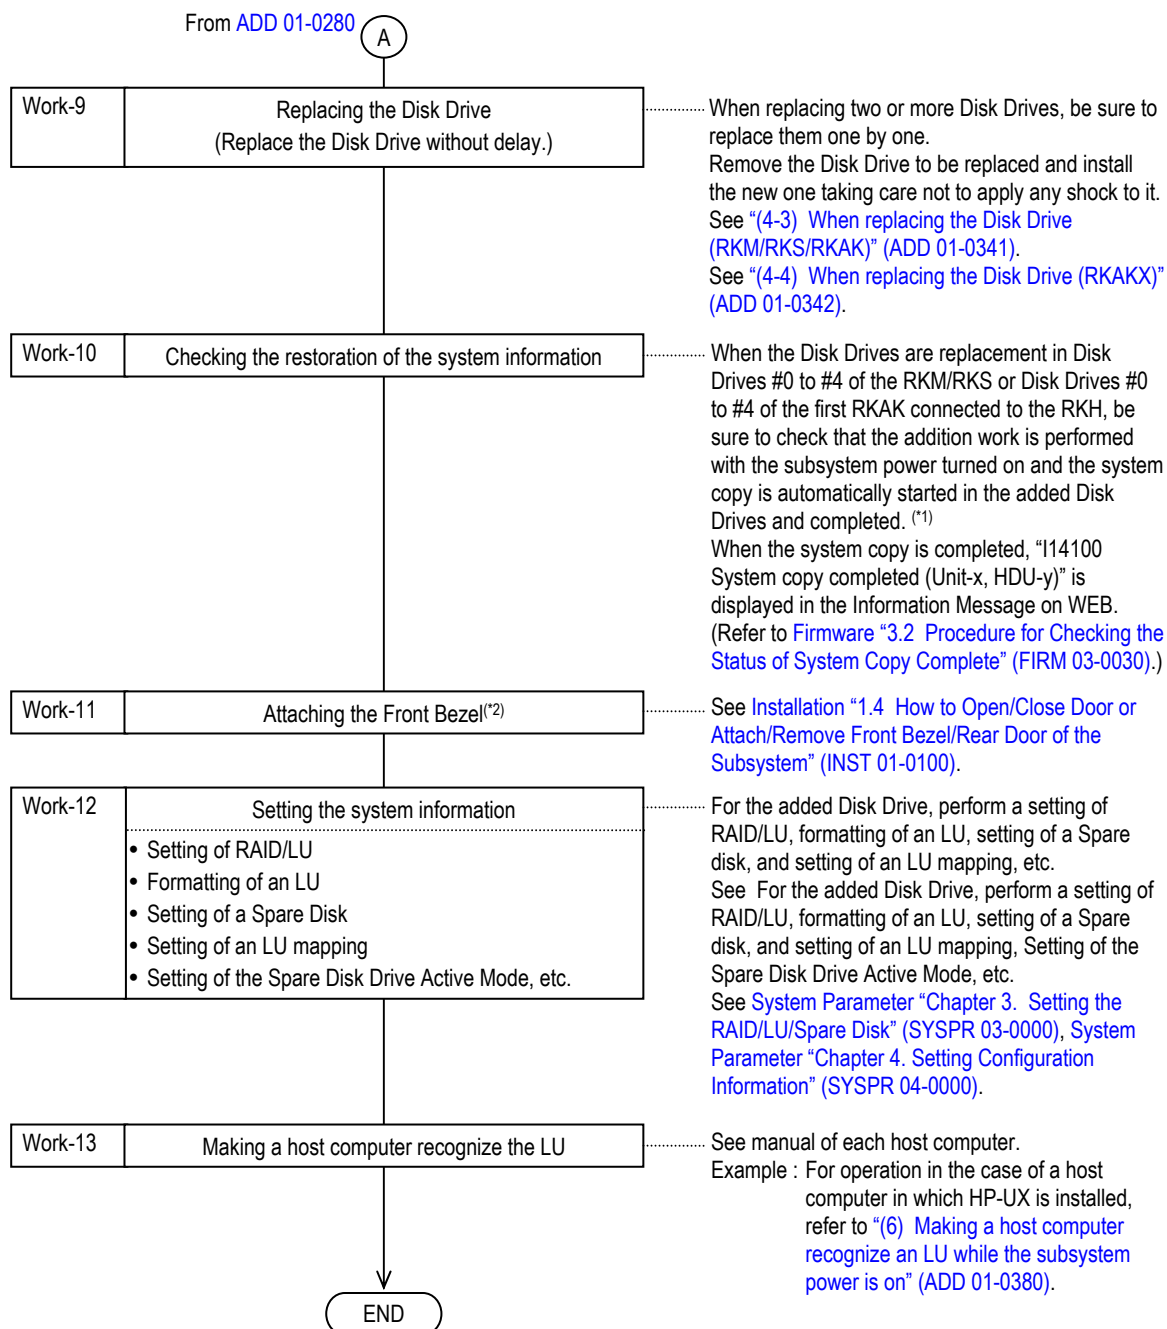 From ADD 01-0280
A
Work-9
Replacing the Disk Drive
(Replace the Disk Drive without delay.)
When replacing two or more Disk Drives, be sure to
replace them one by one.
Remove the Disk Drive to be replaced and install
the new one taking care not to apply any shock to it.
See “(4-3) When replacing the Disk Drive
(RKM/RKS/RKAK)” (ADD 01-0341).
See “(4-4) When replacing the Disk Drive (RKAKX)”
(ADD 01-0342).
Work-10
Checking the restoration of the system information
When the Disk Drives are replacement in Disk
Drives #0 to #4 of the RKM/RKS or Disk Drives #0
to #4 of the first RKAK connected to the RKH, be
sure to check that the addition work is performed
with the subsystem power turned on and the system
copy is automatically started in the added Disk
Drives and completed. (*1)
When the system copy is completed, “I14100
System copy completed (Unit-x, HDU-y)” is
displayed in the Information Message on WEB.
(Refer to Firmware “3.2 Procedure for Checking the
Status of System Copy Complete” (FIRM 03-0030).)
Work-11
Attaching the Front Bezel(*2)
See Installation “1.4 How to Open/Close Door or
Attach/Remove Front Bezel/Rear Door of the
Subsystem” (INST 01-0100).
Work-12
Setting the system information
• Setting of RAID/LU
• Formatting of an LU
• Setting of a Spare Disk
• Setting of an LU mapping
• Setting of the Spare Disk Drive Active Mode, etc.
For the added Disk Drive, perform a setting of
RAID/LU, formatting of an LU, setting of a Spare
disk, and setting of an LU mapping, etc.
See For the added Disk Drive, perform a setting of
RAID/LU, formatting of an LU, setting of a Spare
disk, and setting of an LU mapping, Setting of the
Spare Disk Drive Active Mode, etc.
See System Parameter “Chapter 3. Setting the
RAID/LU/Spare Disk” (SYSPR 03-0000), System
Parameter “Chapter 4. Setting Configuration
Information” (SYSPR 04-0000).
Work-13
Making a host computer recognize the LU
See manual of each host computer.
Example : For operation in the case of a host
computer in which HP-UX is installed,
refer to “(6) Making a host computer
recognize an LU while the subsystem
power is on” (ADD 01-0380).
END